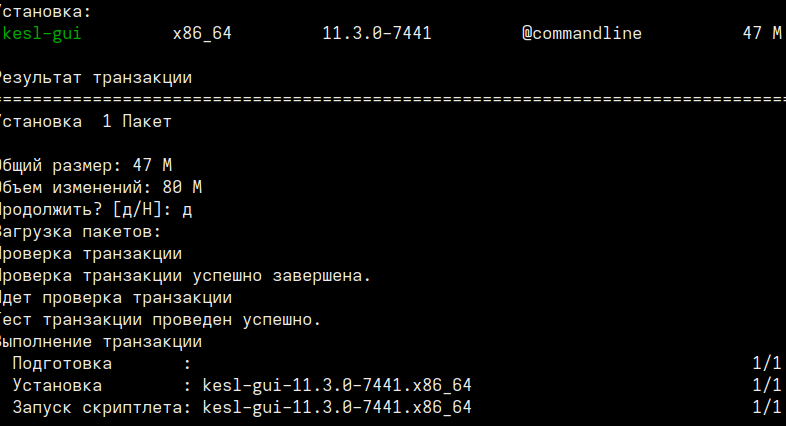 Установка:
kesl-gui x86_64 11.3.0-7441 @commandline 47 M
Результат транзакции
================================================================================
Установка 1 Пакет
Общий размер: 47 M
Объем изменений: 80 M
Продолжить? [д/Н]: д
Загрузка пакетов:
Проверка транзакции
Проверка транзакции успешно завершена.
Идет проверка транзакции
Тест транзакции проведен успешно.
Выполнение транзакции
Подготовка : 1/1
Установка : kesl-gui-11.3.0-7441.x86_64 1/1
Запуск скриптлета: kesl-gui-11.3.0-7441.x86_64 1/1